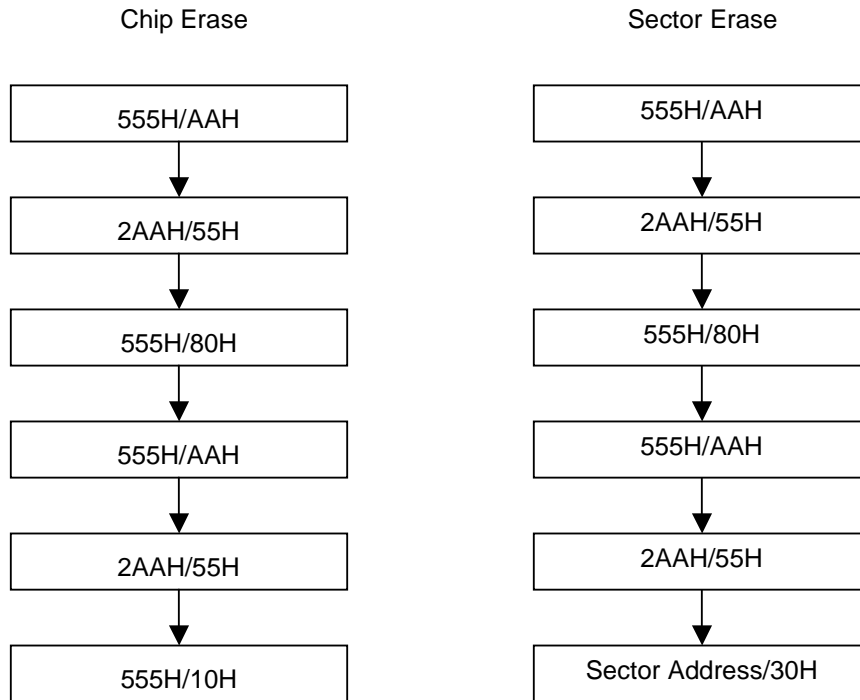 Chip Erase
555H/AAH
2AAH/55H
555H/80H
555H/AAH
2AAH/55H
555H/10H
Sector Erase
555H/AAH
2AAH/55H
555H/80H
555H/AAH
2AAH/55H
Sector Address/30H